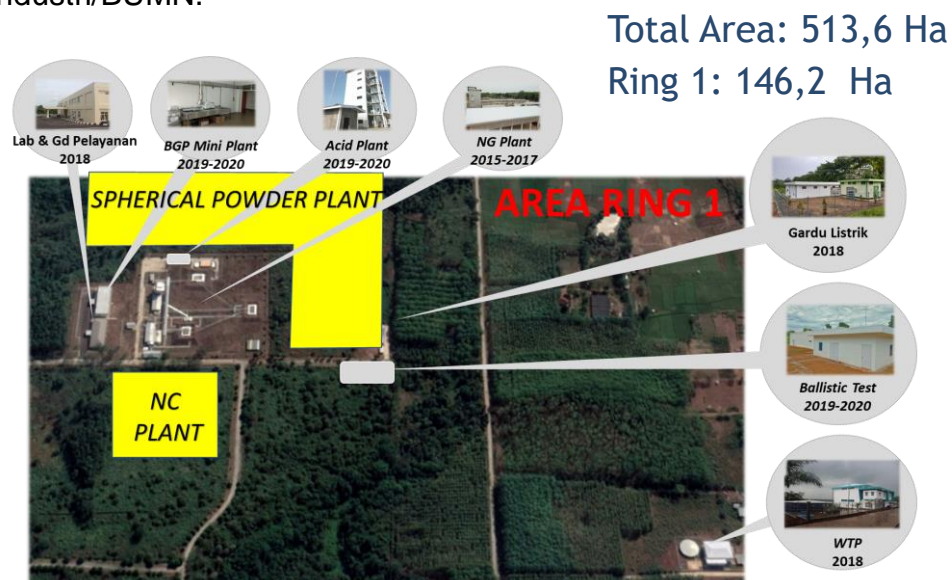 ndustri/BUMN.
Total Area: 513,6 Ha
Ring 1: 146,2 Ha
Lab & Gd Pelayanan
2018
BGP Mini Plant
2019-2020
Acid Plant
2019-2020
NG Plant
2015-2017
SPHERICAL POWDER PLANT
AREA RING 1
Gardu Listrik
2018
Ballistic Test
2019-2020
NC
PLANT
WTP
2018